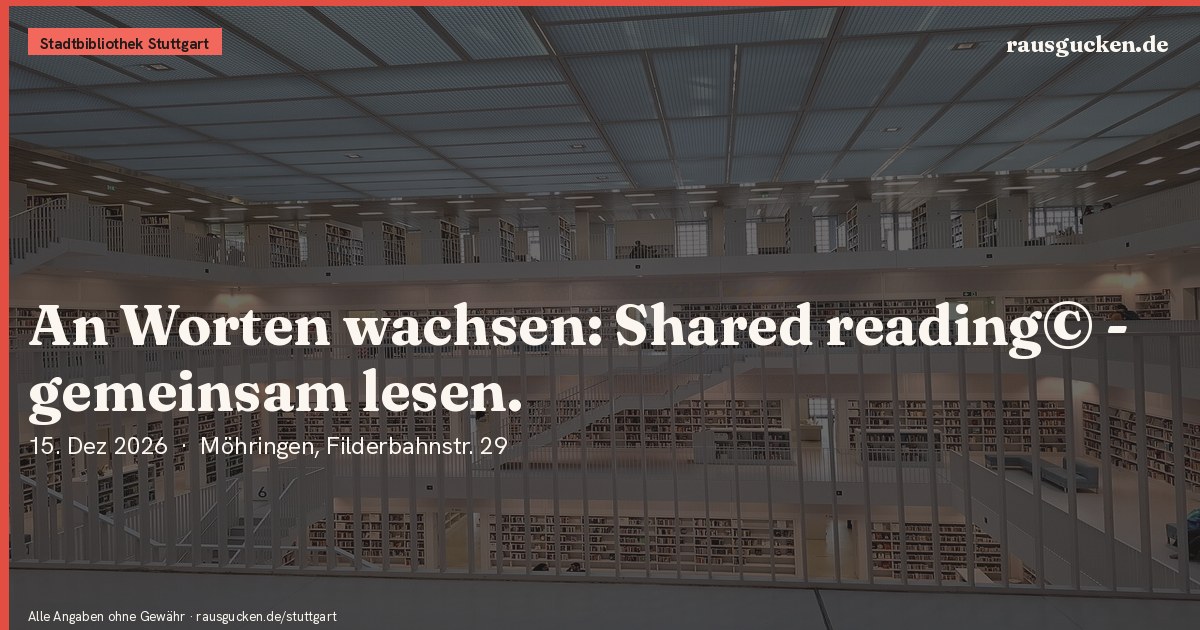 Stadtbibliothek Stuttgart
rausgucken.de
An Worten wachsen: Shared reading© -
gemeinsam lesen.
15. Dez 2026 · Möhringen, Filderbahnstr. 29
6
Alle Angaben ohne Gewähr · rausgucken.de/stuttgart